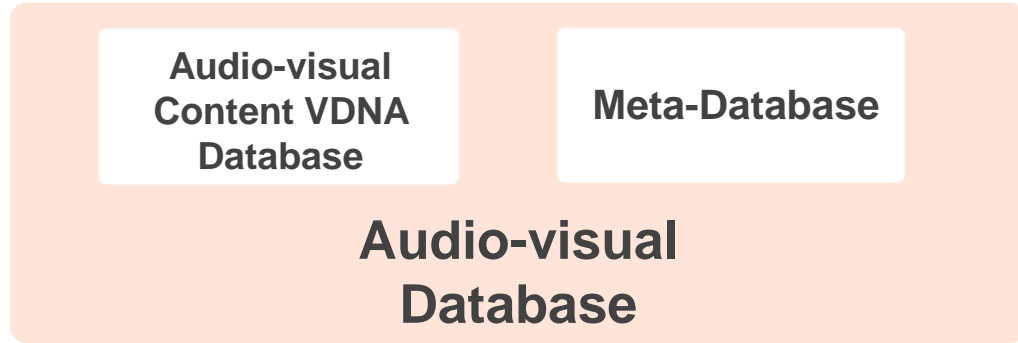 Audio-visual
Content VDNA
Database
Meta-Database
Audio-visual
Database